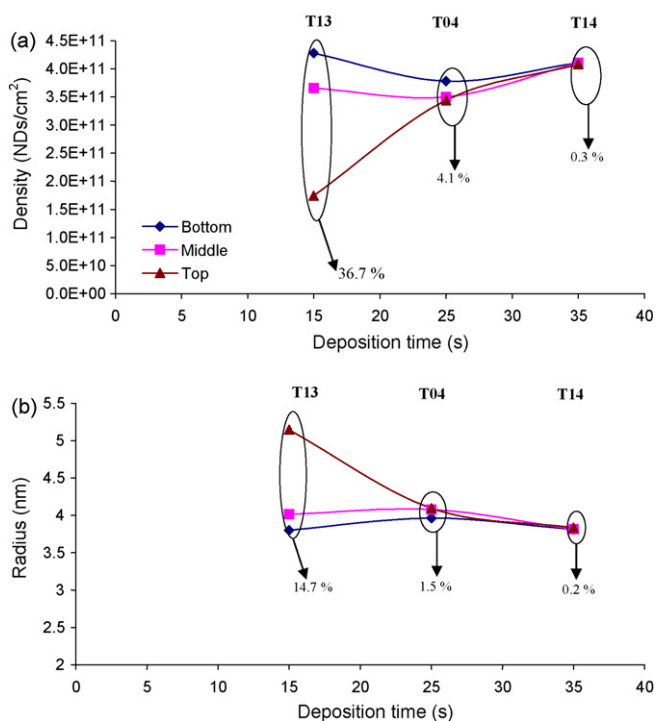 T13 T04 T14
(a)
4.5E+11
4.0E+11
3.5E+11
3.0E+11
2.5E+11
2.0E+11
1.5E+11
1.0E+11
5.0E+10
0.0E+00
Density (NDs/cm²)
Bottom
Middle
Top
36.7 %
4.1 %
0.3 %
0 5 10 15 20 25 30 35 40
Deposition time (s)
(b)
T13 T04 T14
5.5
5
4.5
4
3.5
3
2.5
2
Radius (nm)
14.7 % 1.5 % 0.2 %
0 5 10 15 20 25 30 35 40
Deposition time (s)